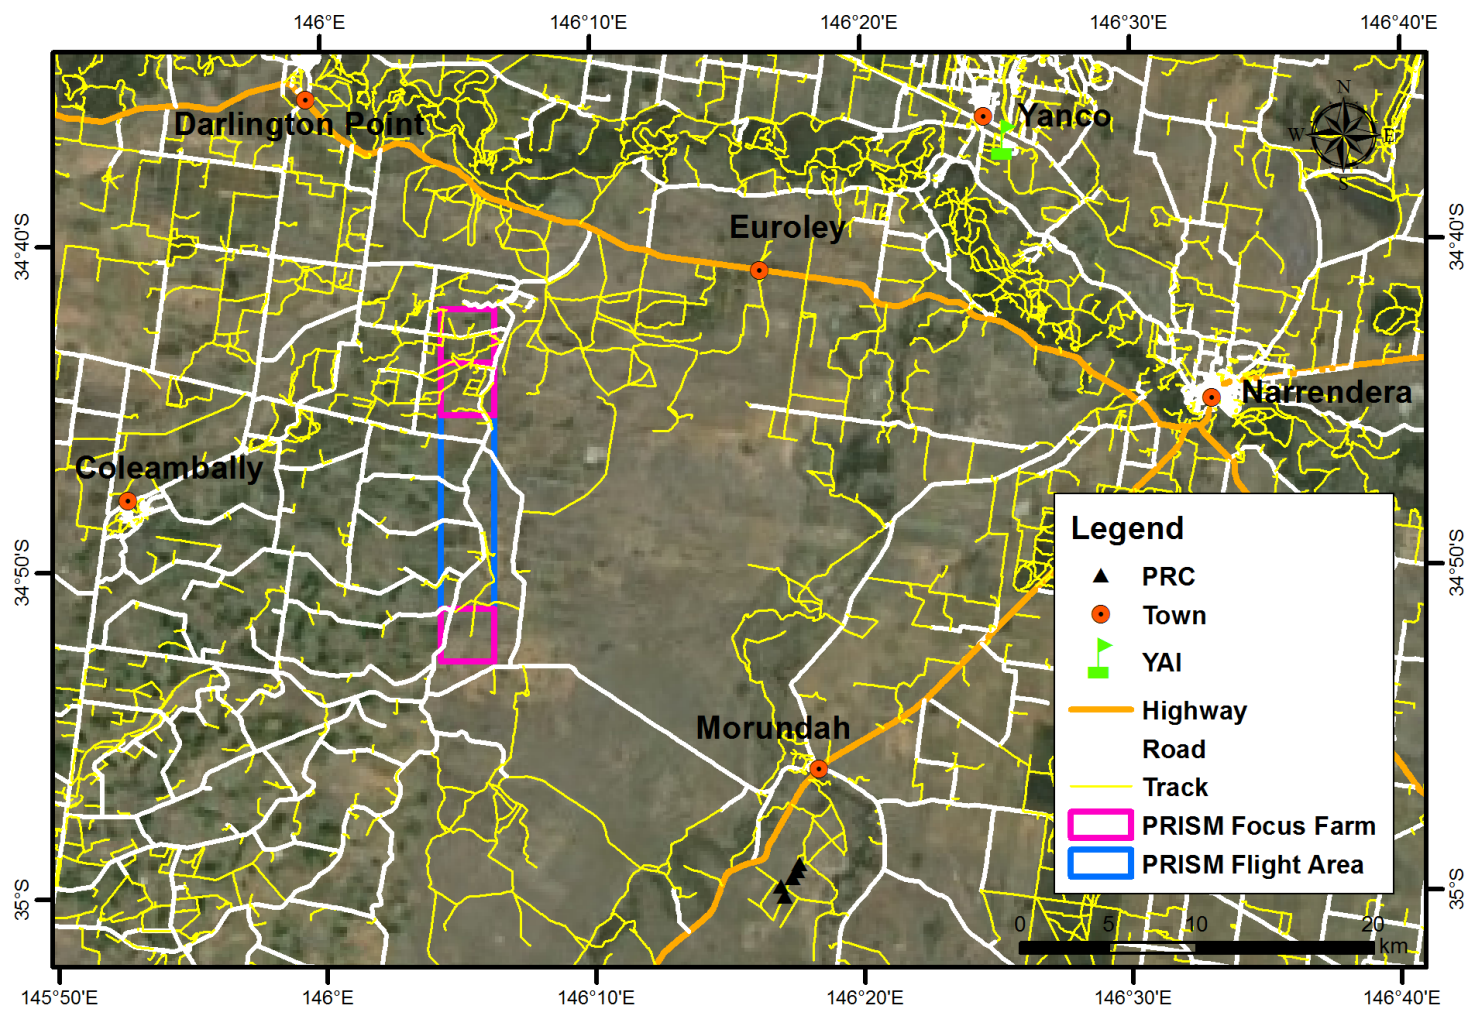 146°E 146°10'E 146°20'E 146°30'E 146°40'E
N
W E
S
Darlington Point
Yanco
34°40'S
34°40'S
Euroley
Narrendera
Coleambally
34°50'S
34°50'S
Legend
PRC
Town
YAI
Highway
Road
Track
PRISM Focus Farm
PRISM Flight Area
Morundah
35°S
35°S
0 5 10 20
km
145°50'E 146°E 146°10'E 146°20'E 146°30'E 146°40'E